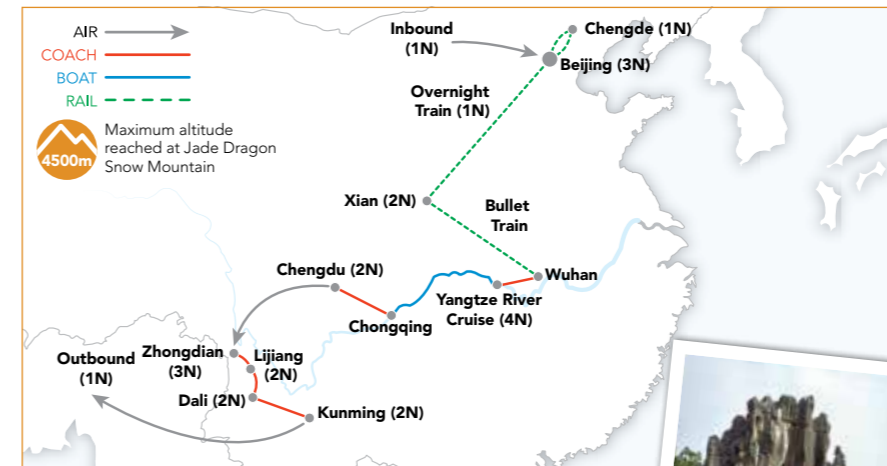 AIR
COACH
BOAT
RAIL
4500m
Maximum altitude
reached at Jade Dragon
Snow Mountain
Inbound
(1N)
Chengde (1N)
Beijing (3N)
Overnight
Train (1N)
Xian (2N)
Bullet
Train
Wuhan
Chengdu (2N)
Yangtze River
Cruise (4N)
Chongqing
Zhongdian
(3N)
Lijiang
(2N)
Outbound
(1N)
Dali (2N)
Kunming (2N)